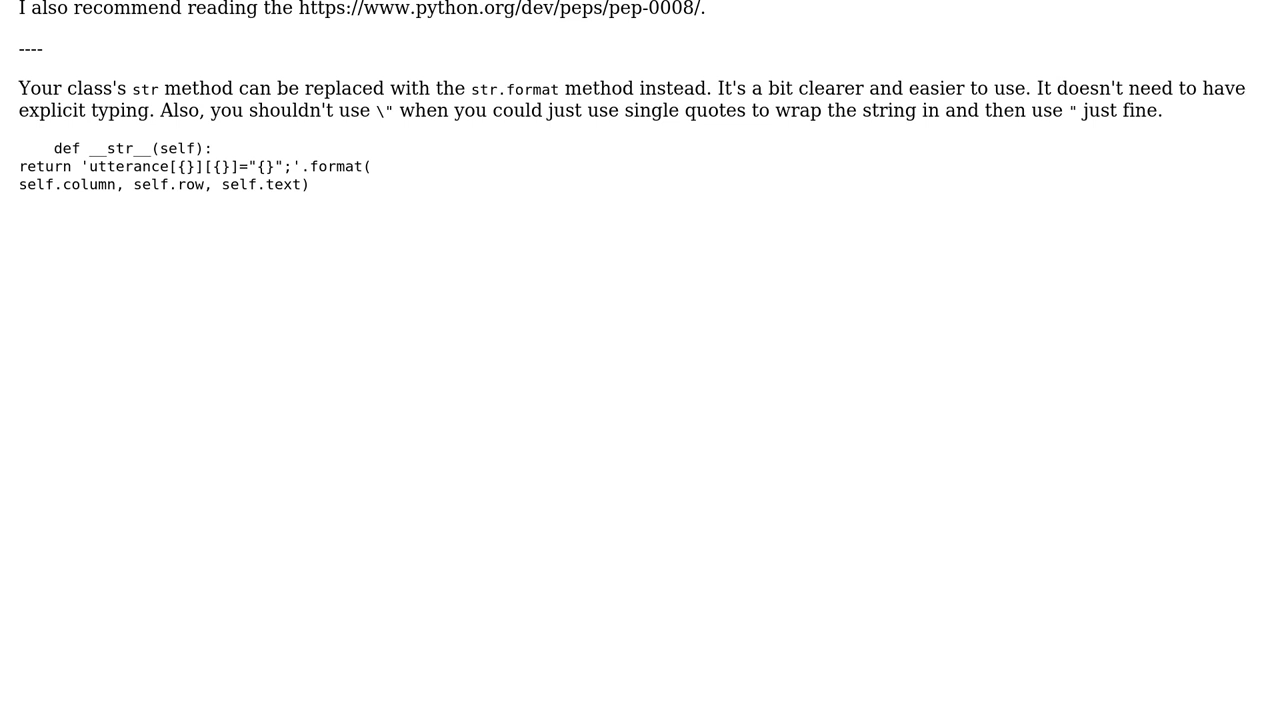 I also recommend reading the https://www.python.org/dev/peps/pep-0008/.
----
Your class's str method can be replaced with the str.format method instead. It's a bit clearer and easier to use. It doesn't need to have
explicit typing. Also, you shouldn't use \" when you could just use single quotes to wrap the string in and then use " just fine.
    def __str__(self):
return 'utterance[{}][{}]="{}";'.format(
self.column, self.row, self.text)